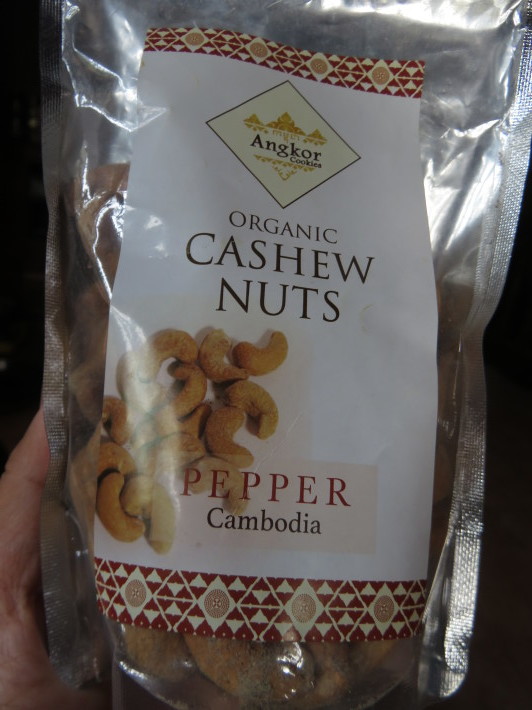 Angkor
Cookies
ORGANIC
CASHEW
NUTS
PEPPER
Cambodia